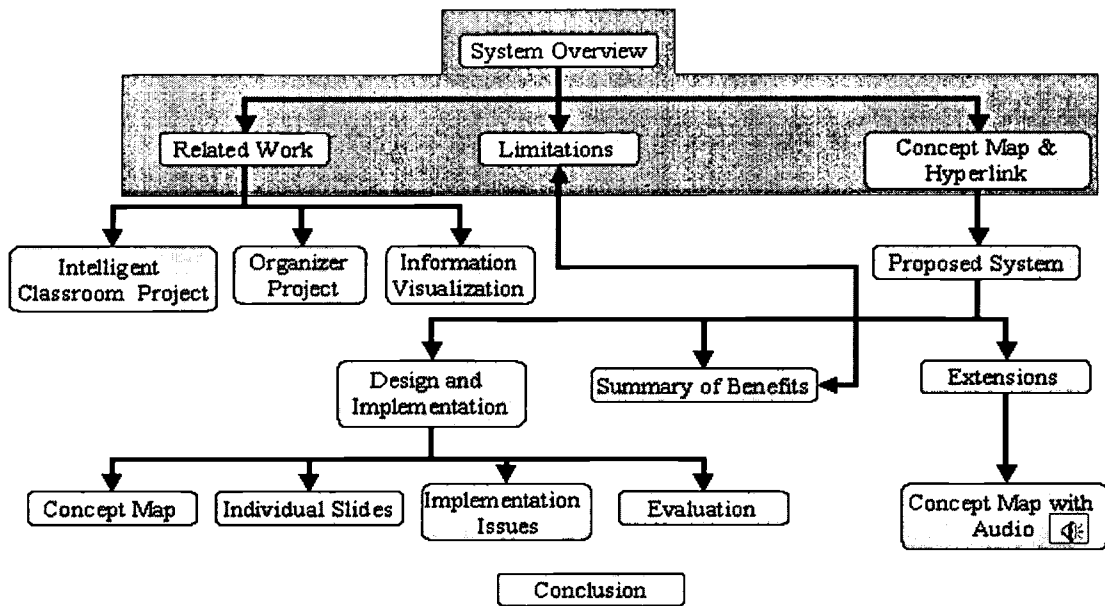 System Overview
Related Work
Limitations
Concept Map &
Hyperlink
Intelligent
Classroom Project
Organizer
Project
Information
Visualization
Proposed System
Design and
Implementation
Summary of Benefits
Extensions
Concept Map
Individual Slides
Implementation
Issues
Evaluation
Concept Map with
Audio
Conclusion